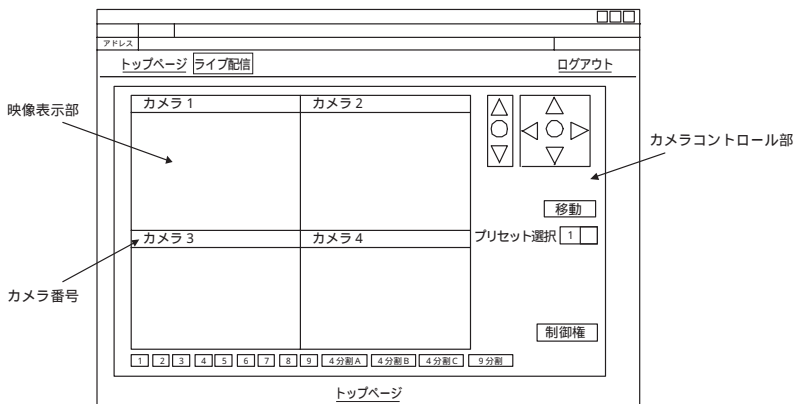 アドレス
トップページ ライブ配信 ログアウト
カメラ 1 カメラ 2
映像表示部
カメラコントロール部
移動
カメラ 3 カメラ 4
プリセット選択 1
カメラ番号
制御権
1 2 3 4 5 6 7 8 9 4分割A 4分割B 4分割C 9分割
トップページ